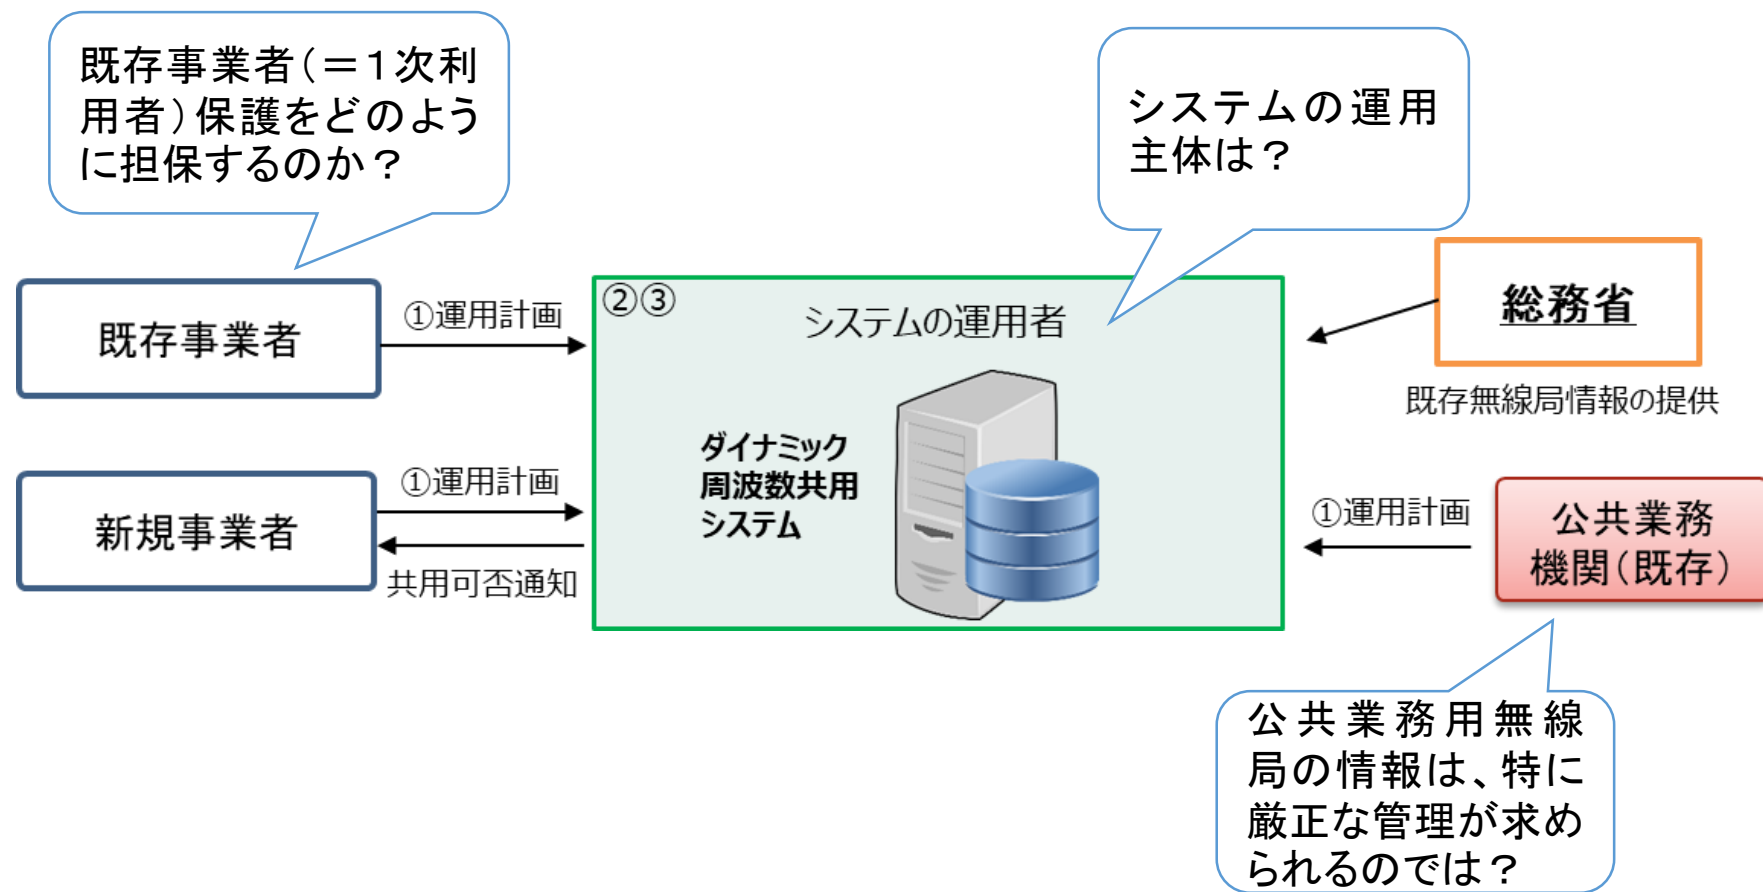 既存事業者(＝1次利
用者)保護をどのよう
に担保するのか？
システムの運用
主体は？
既存事業者
①運用計画
②③
システムの運用者
総務省
既存無線局情報の提供
ダイナミック
周波数共用
システム
新規事業者
①運用計画
共用可否通知
①運用計画
公共業務
機関(既存)
公共業務用無線
局の情報は、特に
厳正な管理が求め
られるのでは？